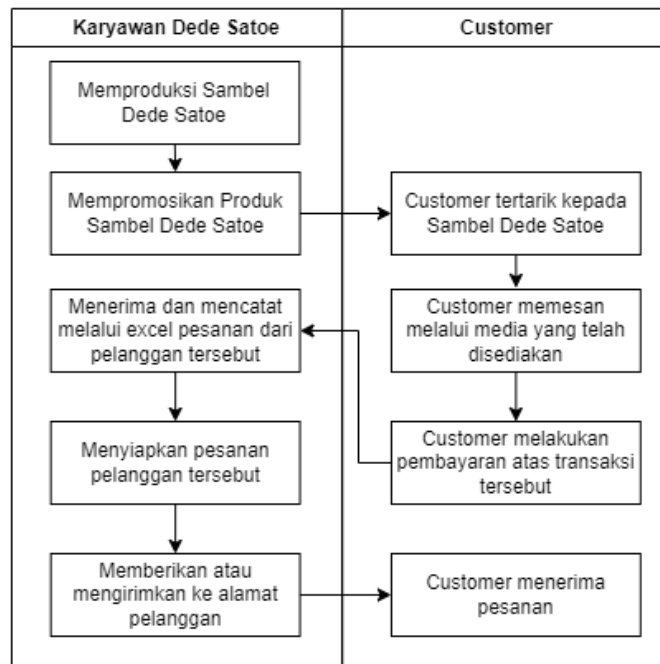 Karyawan Dede Satoe
Customer
Memproduksi Sambel
Dede Satoe
Mempromosikan Produk
Sambel Dede Satoe
Customer tertarik kepada
Sambel Dede Satoe
Customer memesan
melalui media yang telah
disediakan
Customer melakukan
pembayaran atas transaksi
tersebut
Menerima dan mencatat
melalui excel pesanan dari
pelanggan tersebut
Menyiapkan pesanan
pelanggan tersebut
Memberikan atau
mengirimkan ke alamat
pelanggan
Customer menerima
pesanan